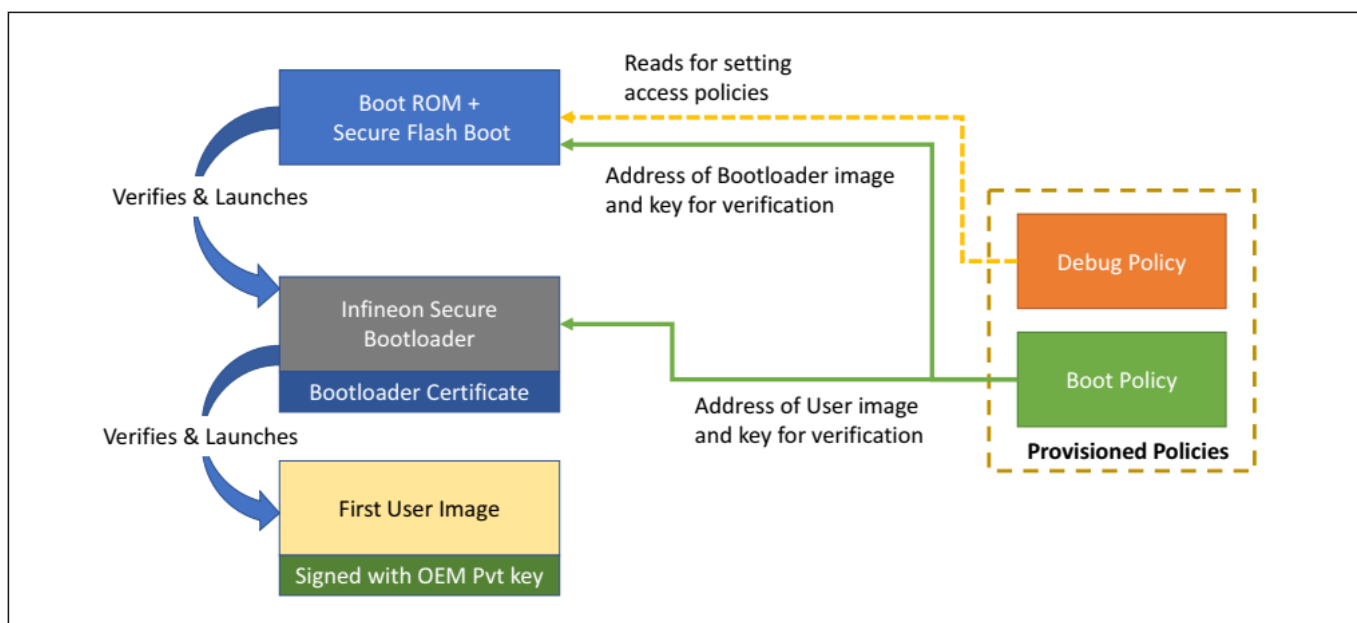 Boot ROM +
Secure Flash Boot
Reads for setting
access policies
Verifies & Launches
Address of Bootloader image
and key for verification
Debug Policy
Infineon Secure
Bootloader
Bootloader Certificate
Boot Policy
Address of User image
and key for verification
Provisioned Policies
Verifies & Launches
First User Image
Signed with OEM Pvt key